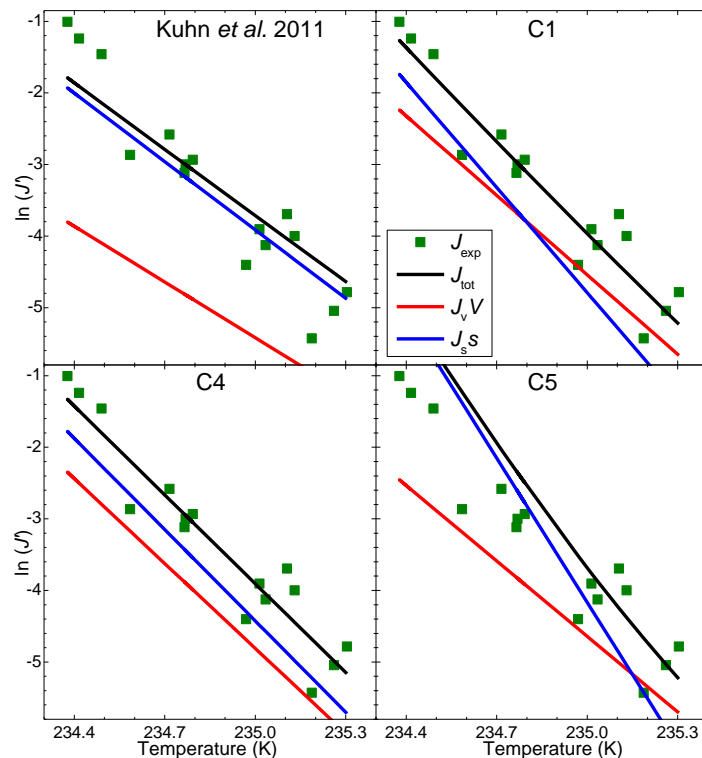 Kuhn et al. 2011
C1
-1
-2
-3
-4
-5
ln (J')
J_exp
J_tot
J_v V
J_s s
C4
C5
-1
-2
-3
-4
-5
ln (J')
234.4 234.7 235.0 235.3 234.4 234.7 235.0 235.3
Temperature (K) Temperature (K)